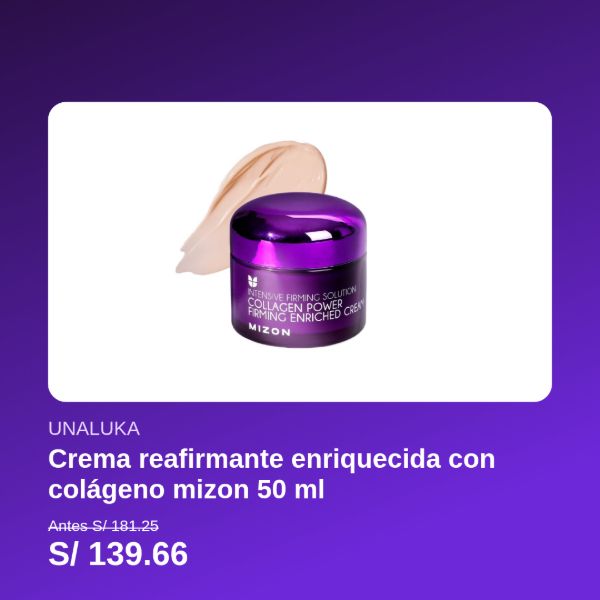 INTENSIVE FIRMING SOLUTION
COLLAGEN POWER
FIRMING ENRICHED CREAM
MIZON
UNALUKA
Crema reafirmante enriquecida con
colágeno mizon 50 ml
Antes S/ 181.25
S/ 139.66